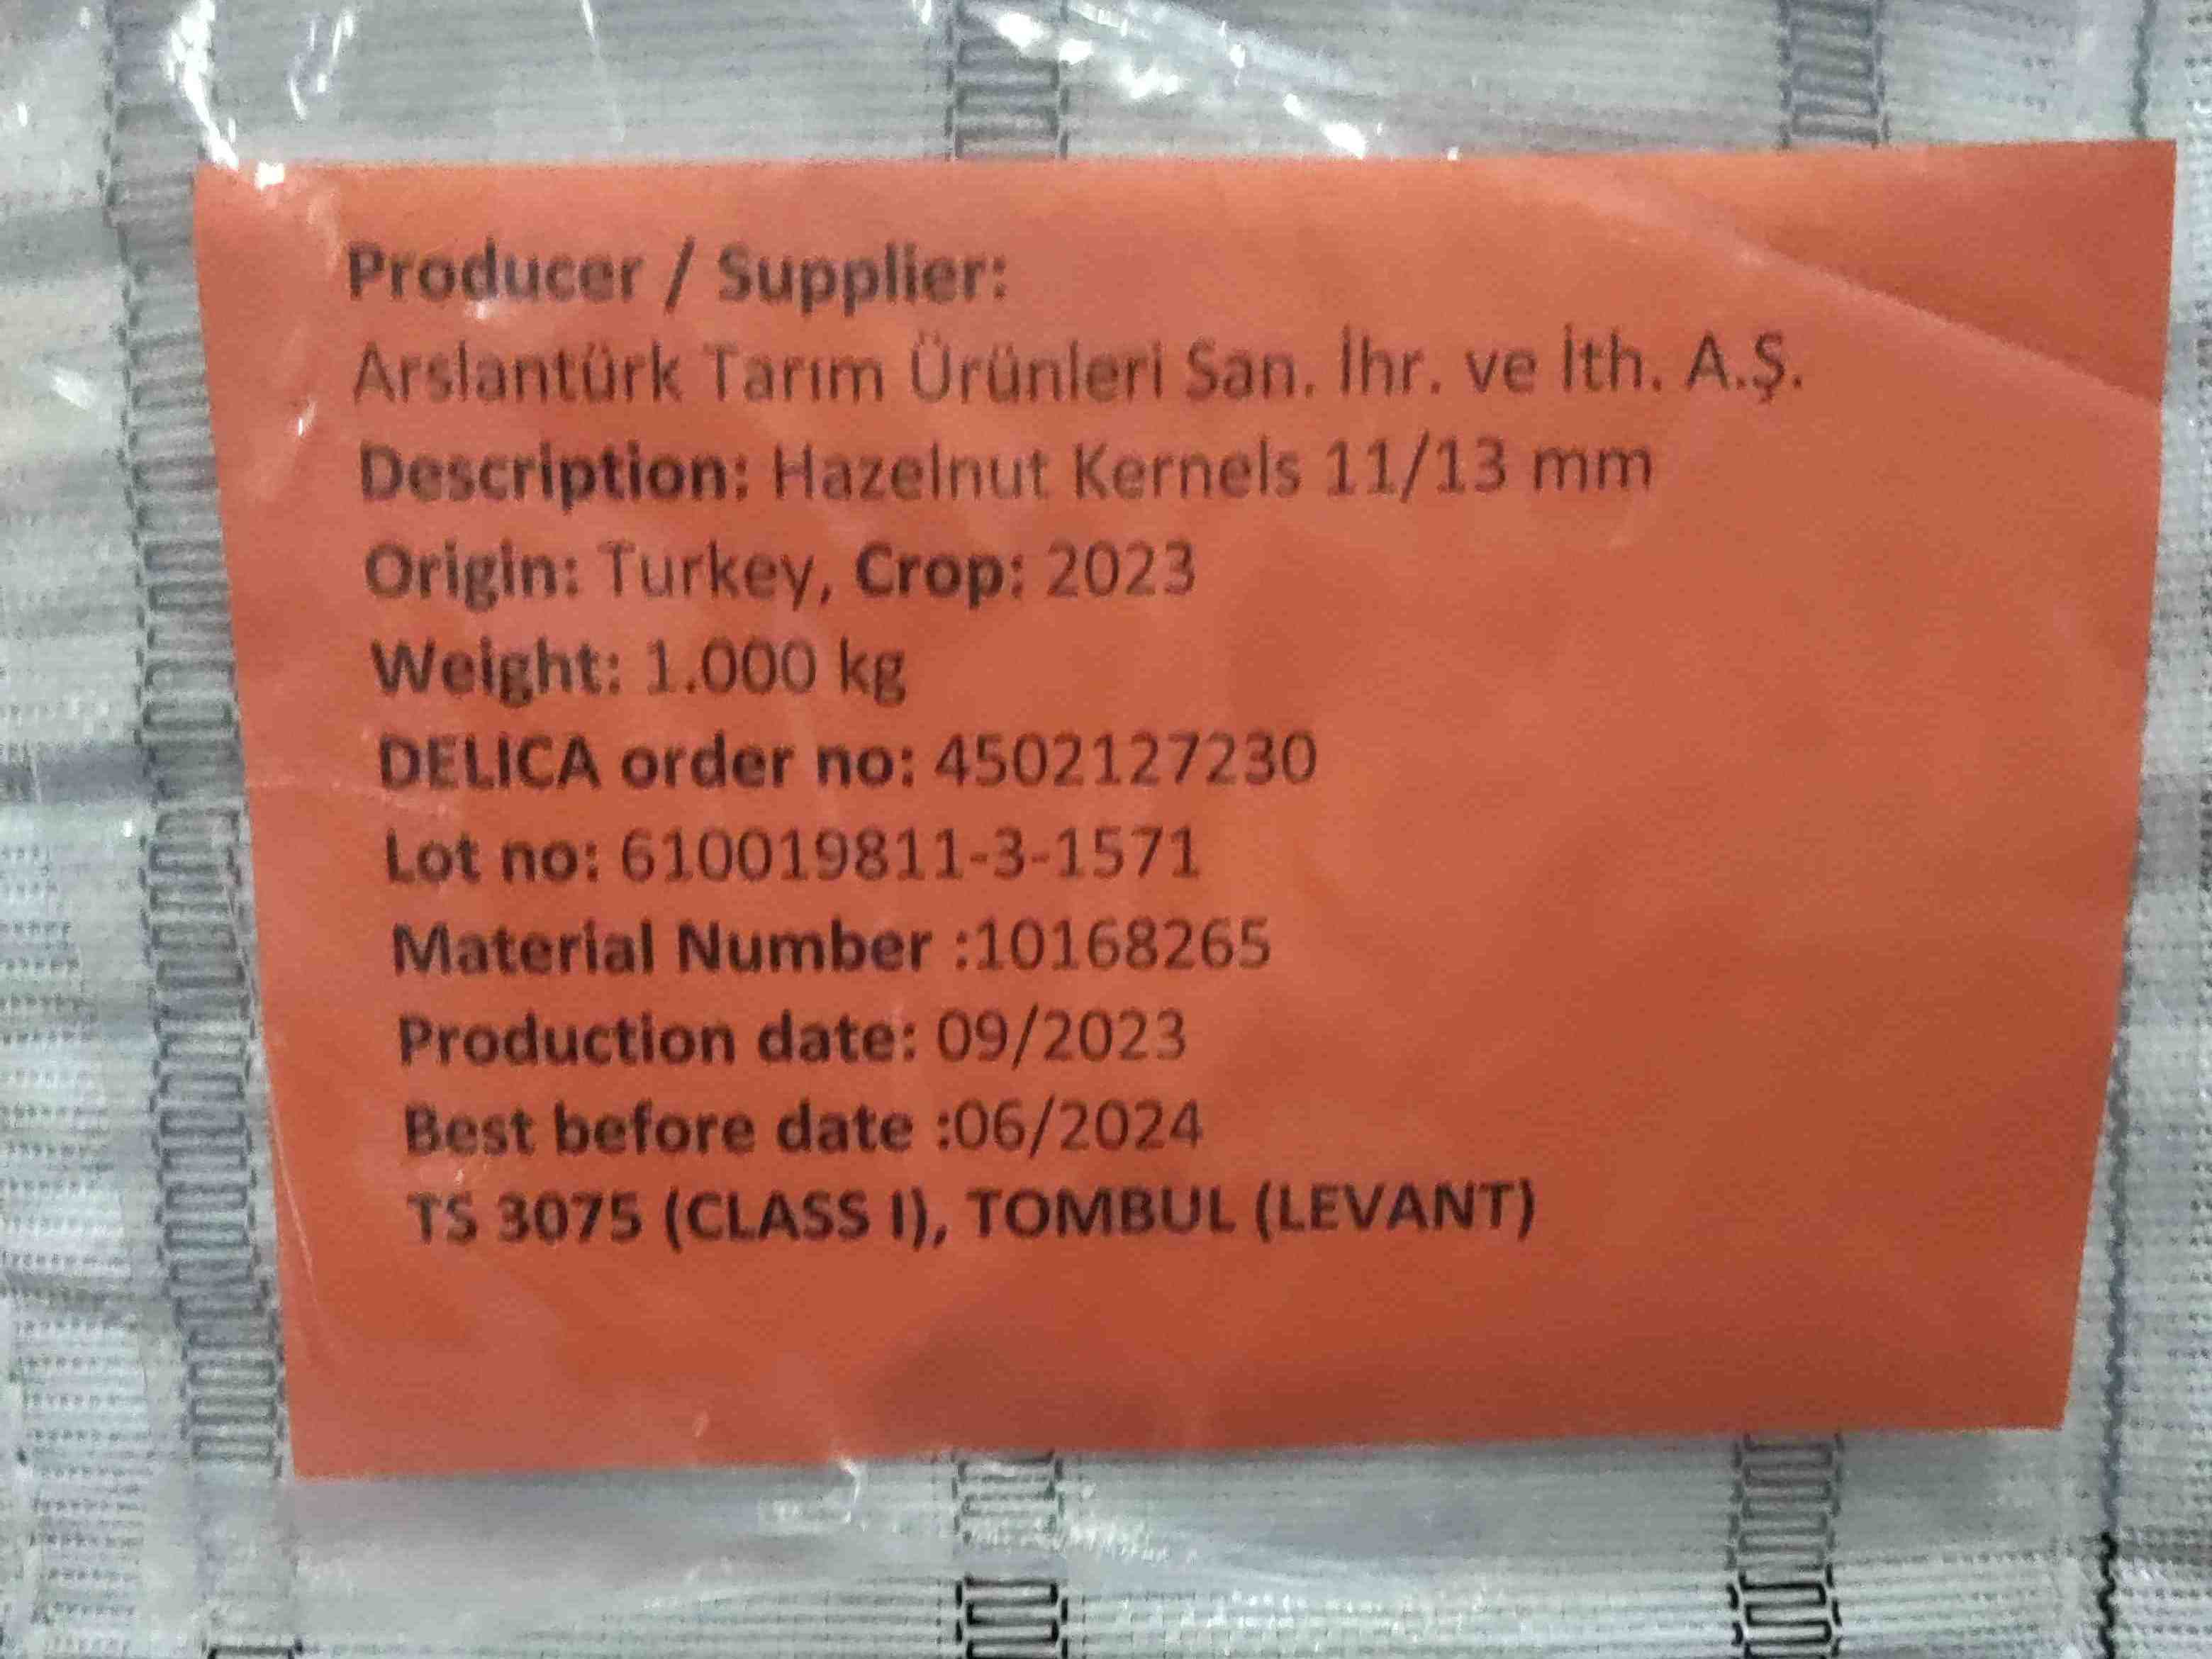 Producer / Supplier:
Arslantürk Tarım Ürünleri San. İhr. ve İth. A.Ş.
Description: Hazelnut Kernels 11/13 mm
Origin: Turkey, Crop: 2023
Weight: 1.000 kg
DELİCA order no: 4502127230
Lot no: 610019811-3-1571
Material Number :10168265
Production date: 09/2023
Best before date :06/2024
TS 3075 (CLASS I), TOMBUL (LEVANT)